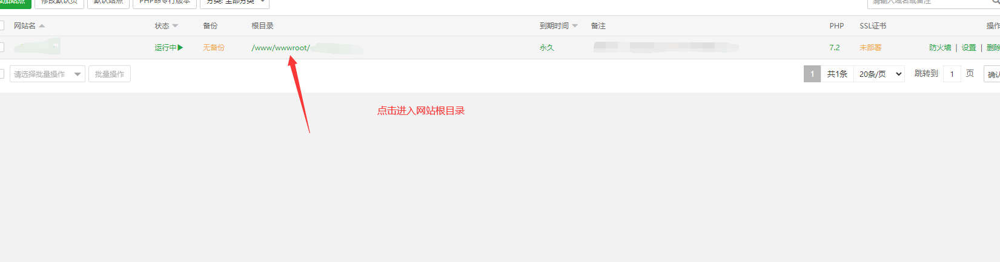 添加站点 修改默认页 默认站点 PHP命令行版本 分类: 全部分类 请输入域名或备注
网站名 状态 备份 根目录 到期时间 备注 PHP SSL证书 操作
运行中 无备份 /www/wwwroot/ 永久 7.2 未部署 防火墙 | 设置 | 删除
请选择批量操作 批量操作 1 共1条 20条/页 跳转到 1 页 确认
点击进入网站根目录